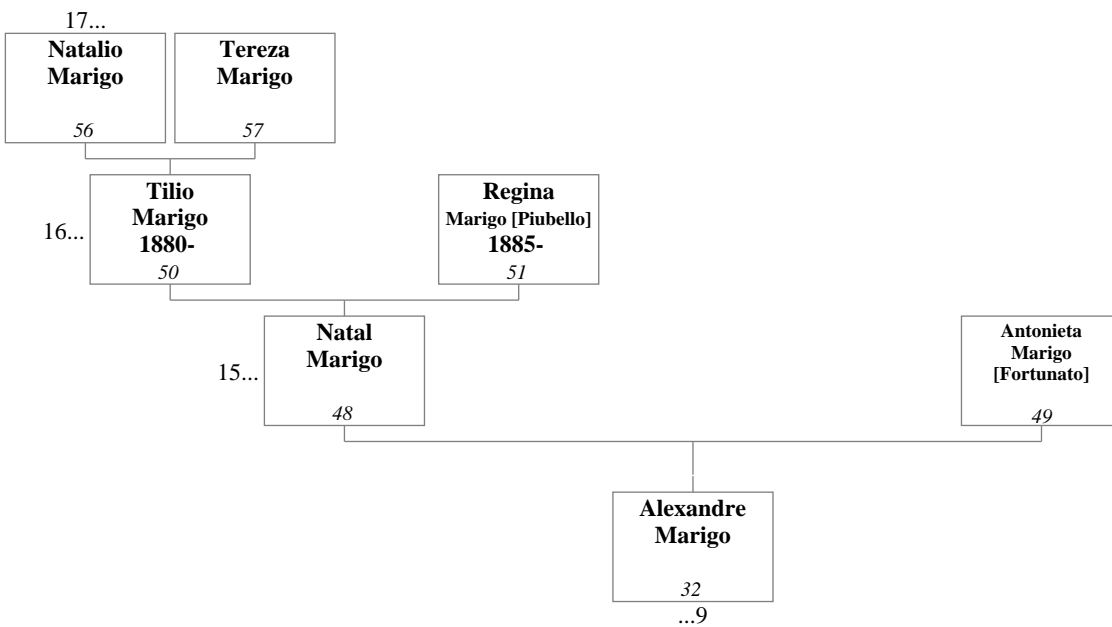 17...
Natalio
Marigo
56
Tereza
Marigo
57
16...
Tilio
Marigo
1880-
50
Regina
Marigo [Piubello]
1885-
51
15...
Natal
Marigo
48
Antonieta
Marigo
[Fortunato]
49
Alexandre
Marigo
32
...9